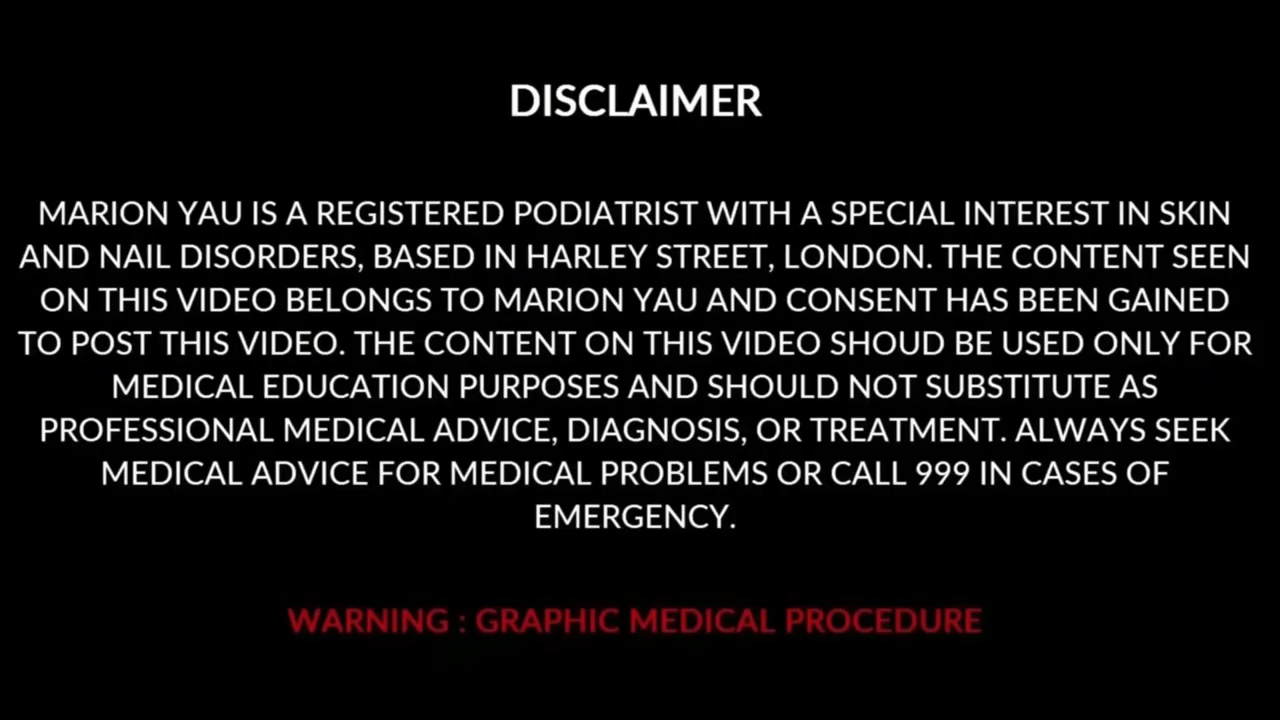 DISCLAIMER
MARION YAU IS A REGISTERED PODIATRIST WITH A SPECIAL INTEREST IN SKIN
AND NAIL DISORDERS, BASED IN HARLEY STREET, LONDON. THE CONTENT SEEN
ON THIS VIDEO BELONGS TO MARION YAU AND CONSENT HAS BEEN GAINED
TO POST THIS VIDEO. THE CONTENT ON THIS VIDEO SHOUD BE USED ONLY FOR
MEDICAL EDUCATION PURPOSES AND SHOULD NOT SUBSTITUTE AS
PROFESSIONAL MEDICAL ADVICE, DIAGNOSIS, OR TREATMENT. ALWAYS SEEK
MEDICAL ADVICE FOR MEDICAL PROBLEMS OR CALL 999 IN CASES OF
EMERGENCY.
WARNING : GRAPHIC MEDICAL PROCEDURE